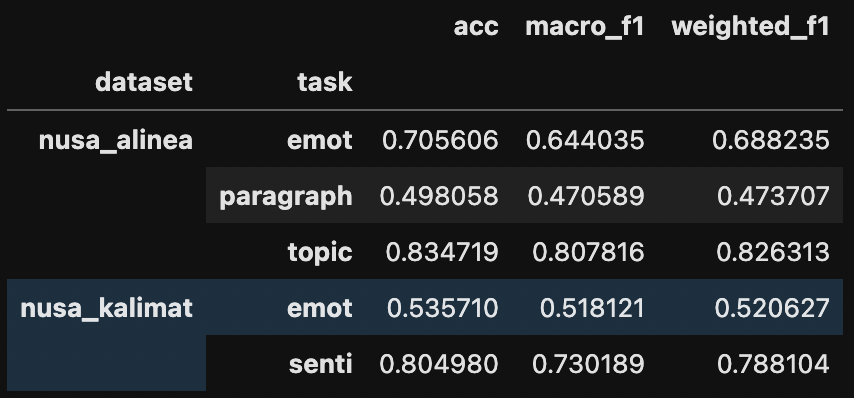 acc macro_f1 weighted_f1
dataset task
nusa_alinea emot 0.705606 0.644035 0.688235
paragraph 0.498058 0.470589 0.473707
topic 0.834719 0.807816 0.826313
nusa_kalimat emot 0.535710 0.518121 0.520627
senti 0.804980 0.730189 0.788104